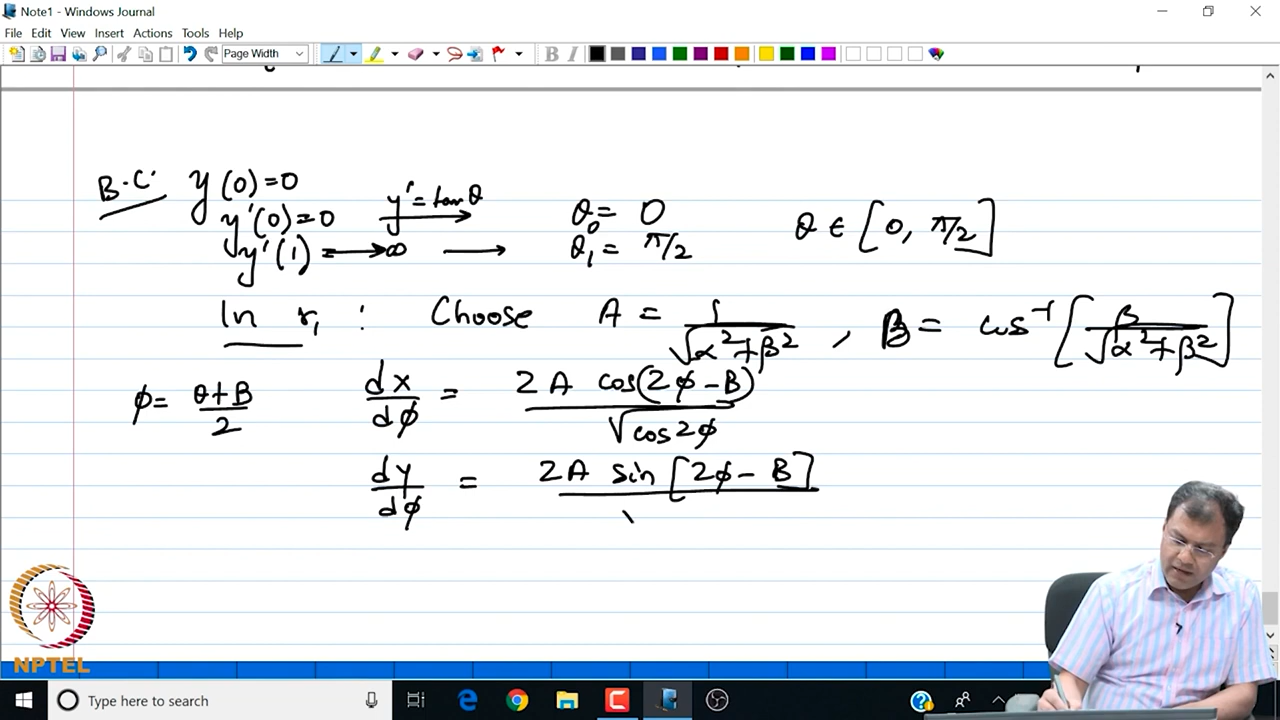 Note1 - Windows Journal
File Edit View Insert Actions Tools Help
Page Width
B.C: y(0)=0
y'(0)=0 y'=tanθ θ₀ = 0 θ ∈ [0, π/2]
y'(1) → ∞ → θ₁ = π/2
In r₁ : Choose A = 1/√(α²+β²) , B = cos⁻¹[β/√(α²+β²)]
φ = (θ+B)/2 dx/dφ = 2A cos(2φ-B)/√cos2φ
dy/dφ = 2A sin[2φ-B]
NPTEL
Type here to search